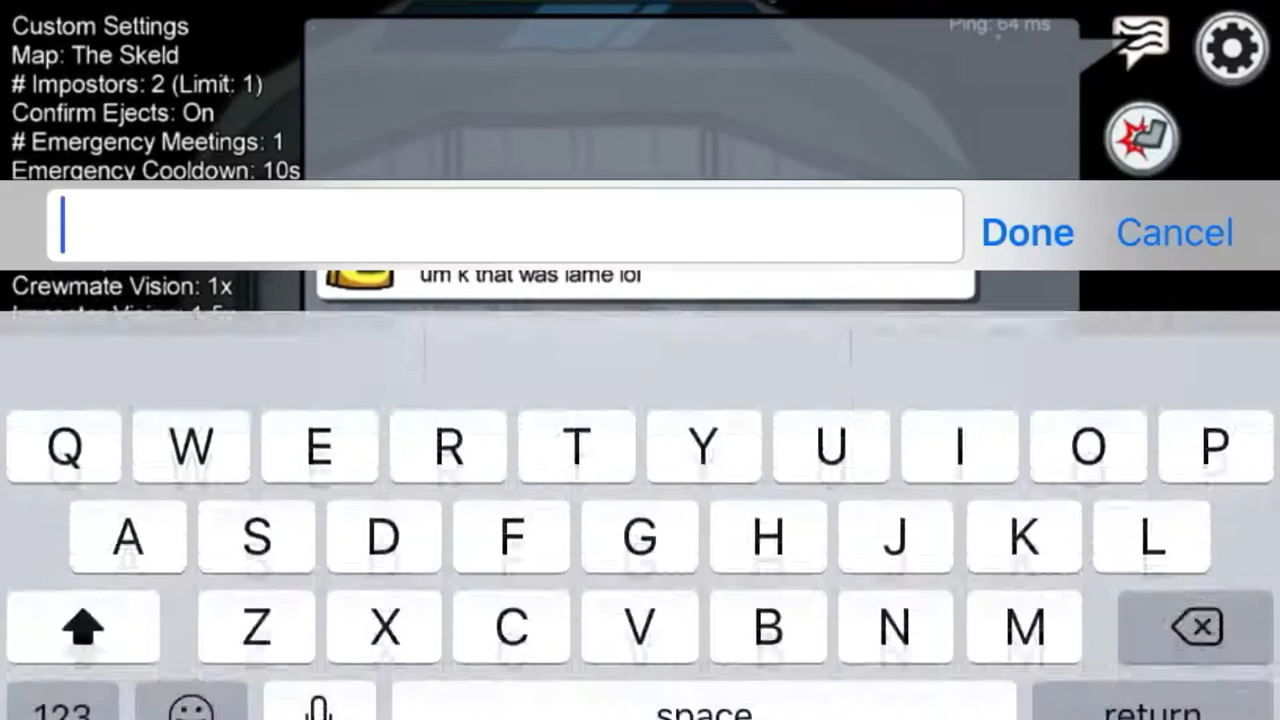 Custom Settings
Map: The Skeld
# Impostors: 2 (Limit: 1)
Confirm Ejects: On
# Emergency Meetings: 1
Emergency Cooldown: 10s
Ping: 64 ms
Done Cancel
um k that was lame lol
Crewmate Vision: 1x
Q W E R T Y U I O P
A S D F G H J K L
Z X C V B N M
123 space return